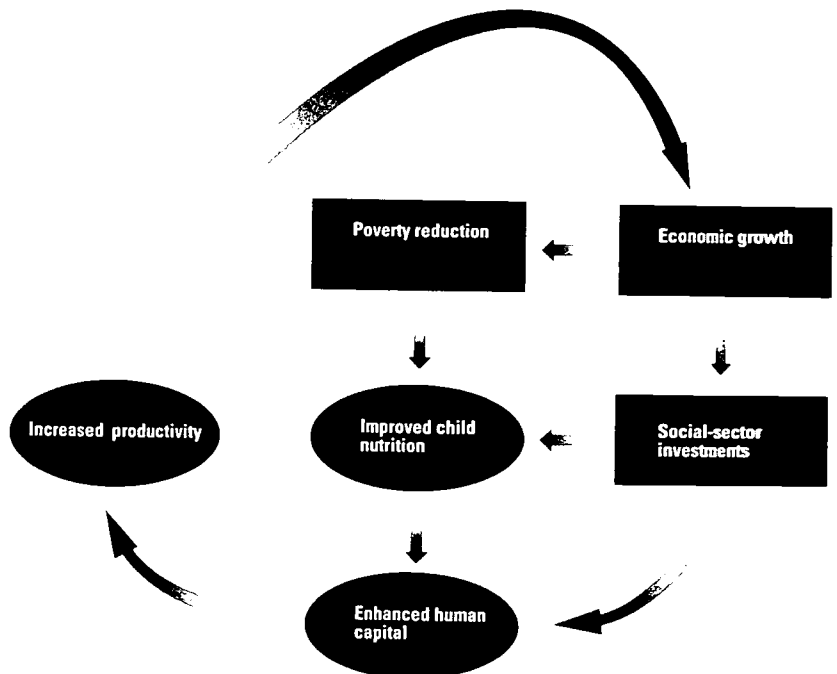 Poverty reduction
Economic growth
Increased productivity
Improved child
nutrition
Social-sector
investments
Enhanced human
capital